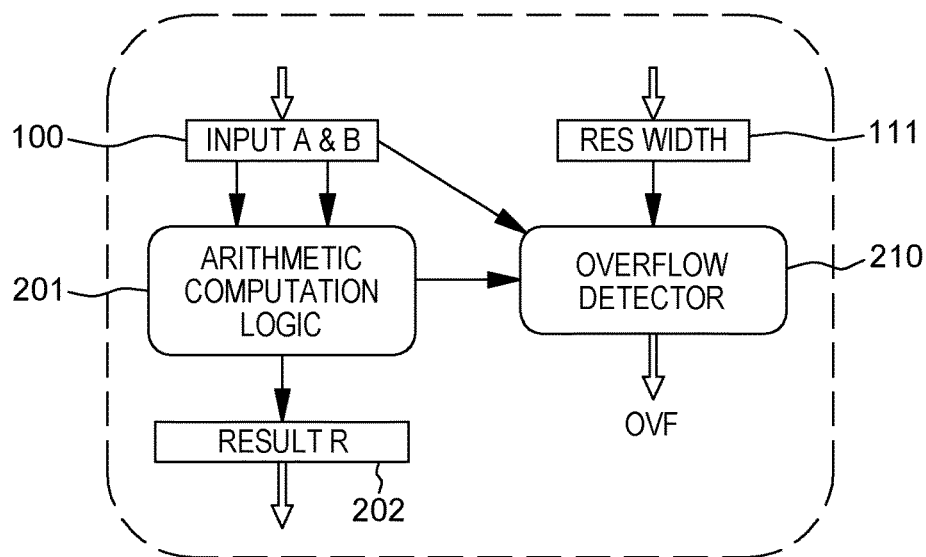 100
INPUT A & B
RES WIDTH
111
201
ARITHMETIC
COMPUTATION
LOGIC
OVERFLOW
DETECTOR
210
RESULT R
202
OVF